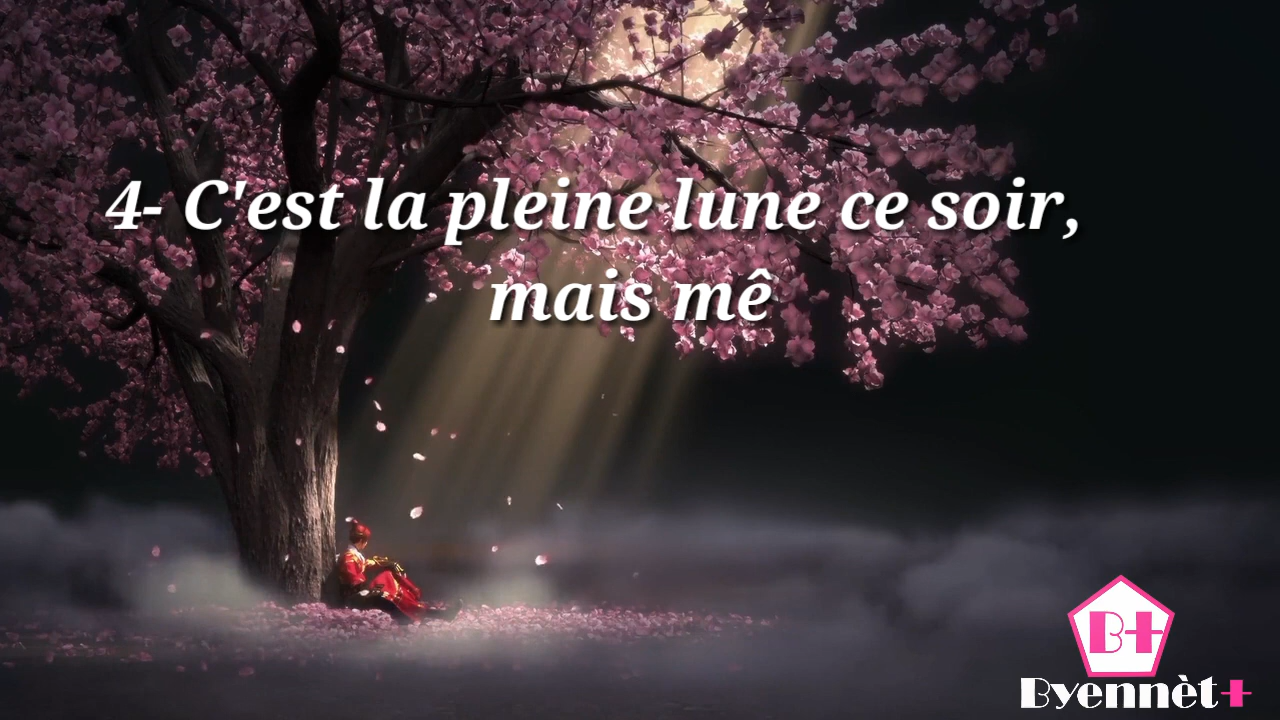 4- C'est la pleine lune ce soir,
mais mê
B+
Byennèt+